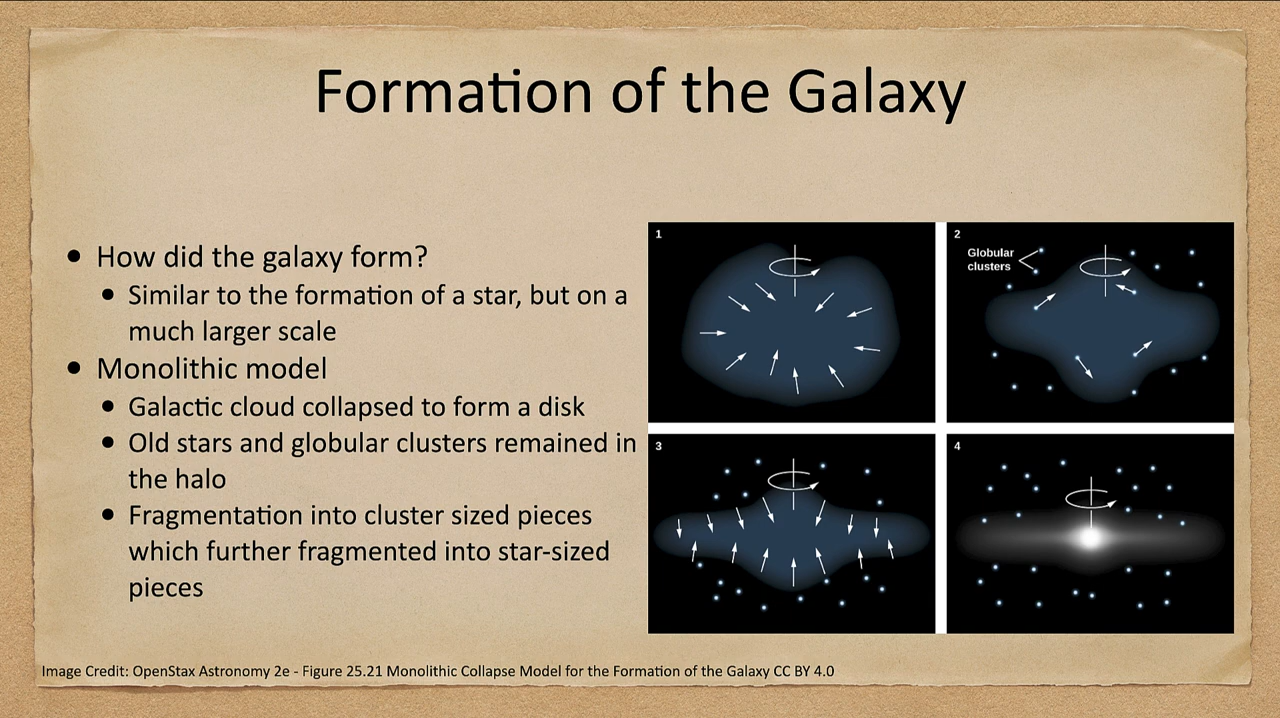 Formation of the Galaxy
• How did the galaxy form?
• Similar to the formation of a star, but on a
much larger scale
• Monolithic model
• Galactic cloud collapsed to form a disk
• Old stars and globular clusters remained in
the halo
• Fragmentation into cluster sized pieces
which further fragmented into star-sized
pieces
1
2
Globular
clusters
3
4
Image Credit: OpenStax Astronomy 2e - Figure 25.21 Monolithic Collapse Model for the Formation of the Galaxy CC BY 4.0